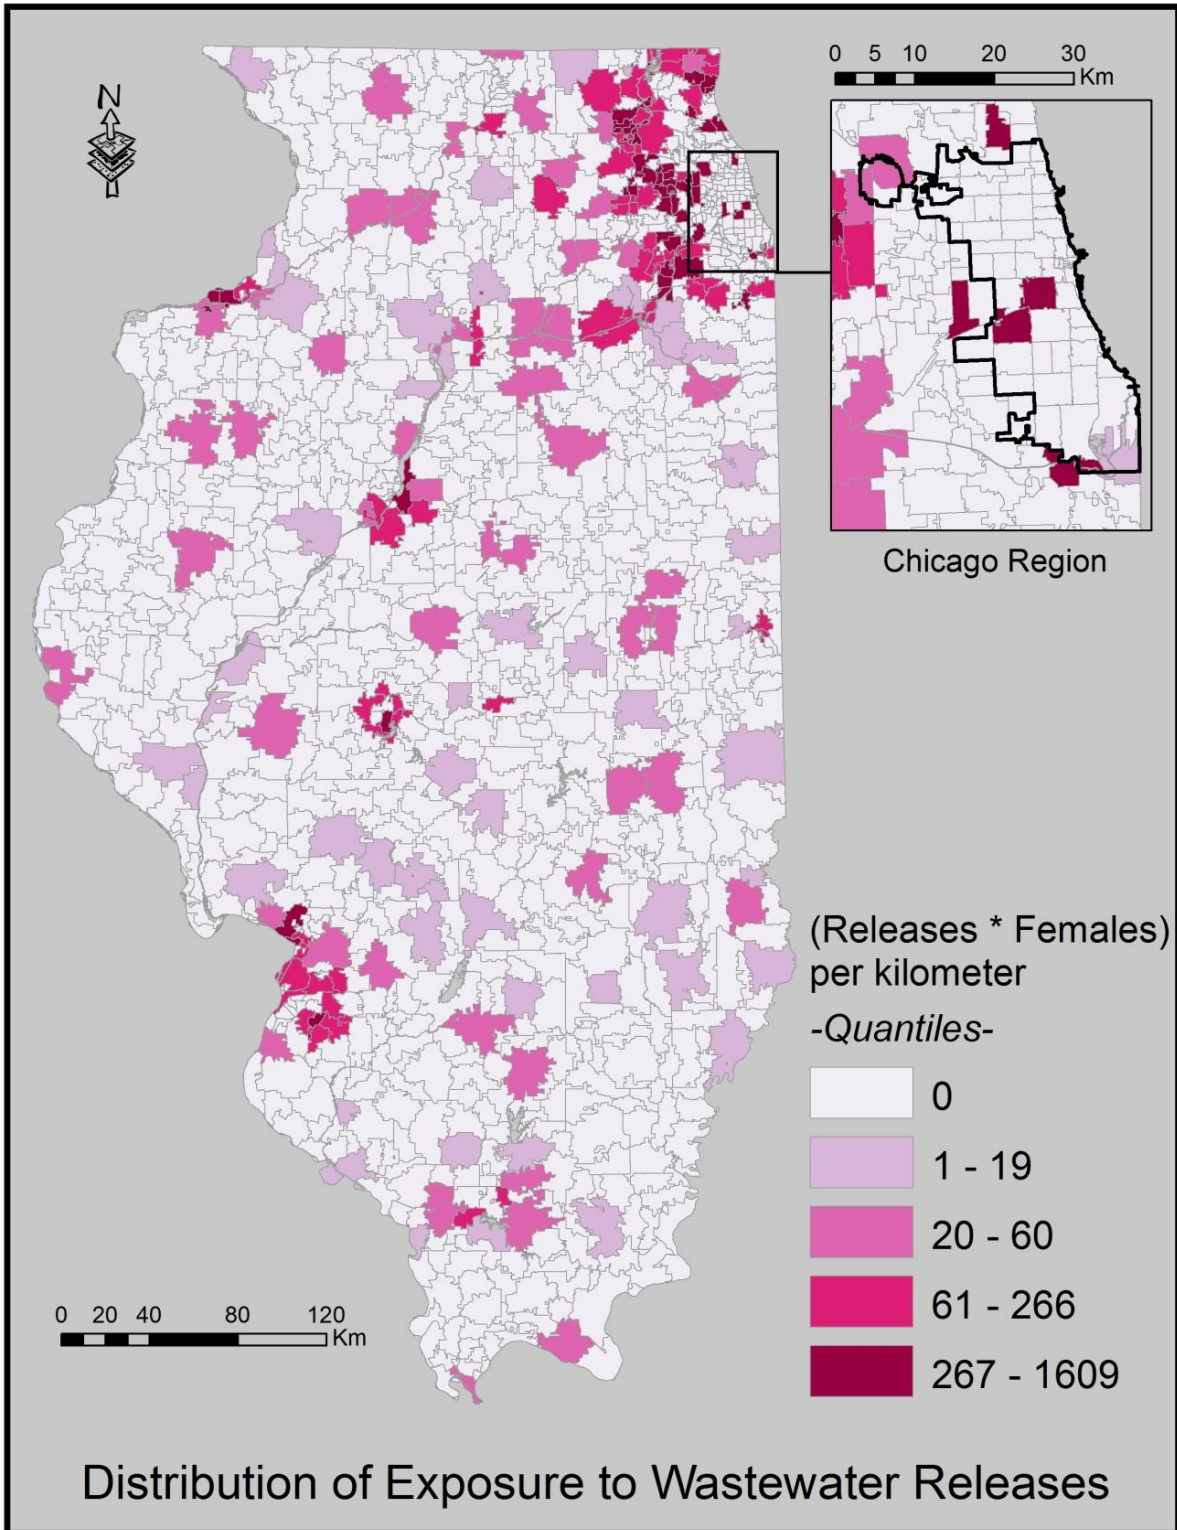 N
0 5 10 20 30
Km
Chicago Region
(Releases * Females)
per kilometer
-Quantiles-
0
1 - 19
20 - 60
61 - 266
267 - 1609
0 20 40 80 120
Km
Distribution of Exposure to Wastewater Releases